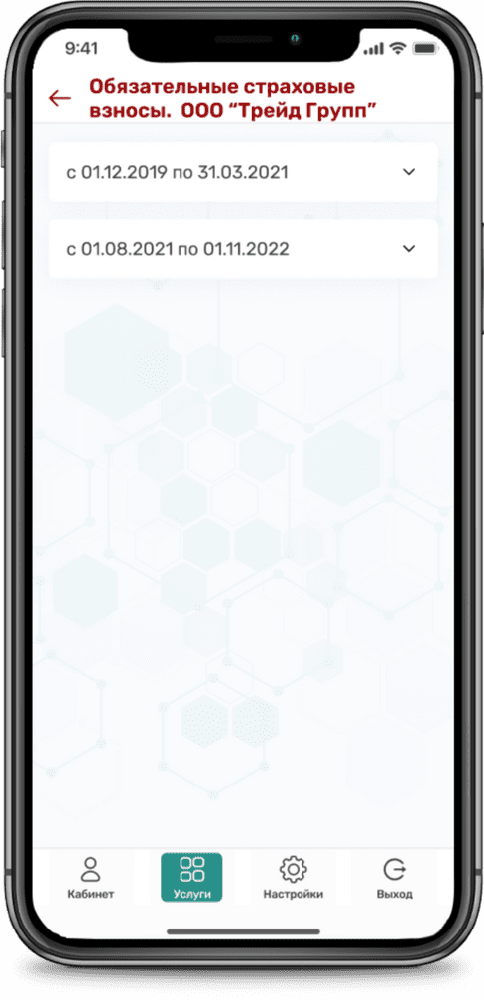 9:41
Обязательные страховые
взносы. ООО “Трейд Групп”
с 01.12.2019 по 31.03.2021
с 01.08.2021 по 01.11.2022
Кабинет Услуги Настройки Выход